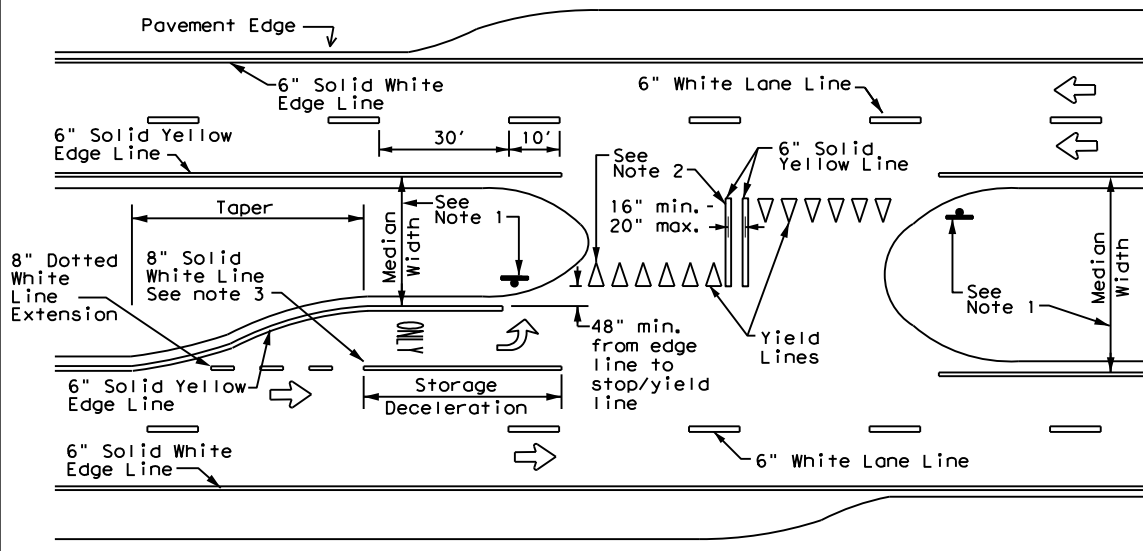 Pavement Edge
6" Solid White
Edge Line
6" White Lane Line
6" Solid Yellow
Edge Line
30'
10'
See
Note 2
6" Solid
Yellow Line
Taper
See
Note 1
16" min.
20" max.
Median
Width
8" Dotted
White
Line
Extension
8" Solid
White Line
See note 3
Median
Width
See
Note 1
ONLY
48" min.
from edge
line to
stop/yield
line
Yield
Lines
6" Solid Yellow
Edge Line
Storage
Deceleration
6" Solid White
Edge Line
6" White Lane Line